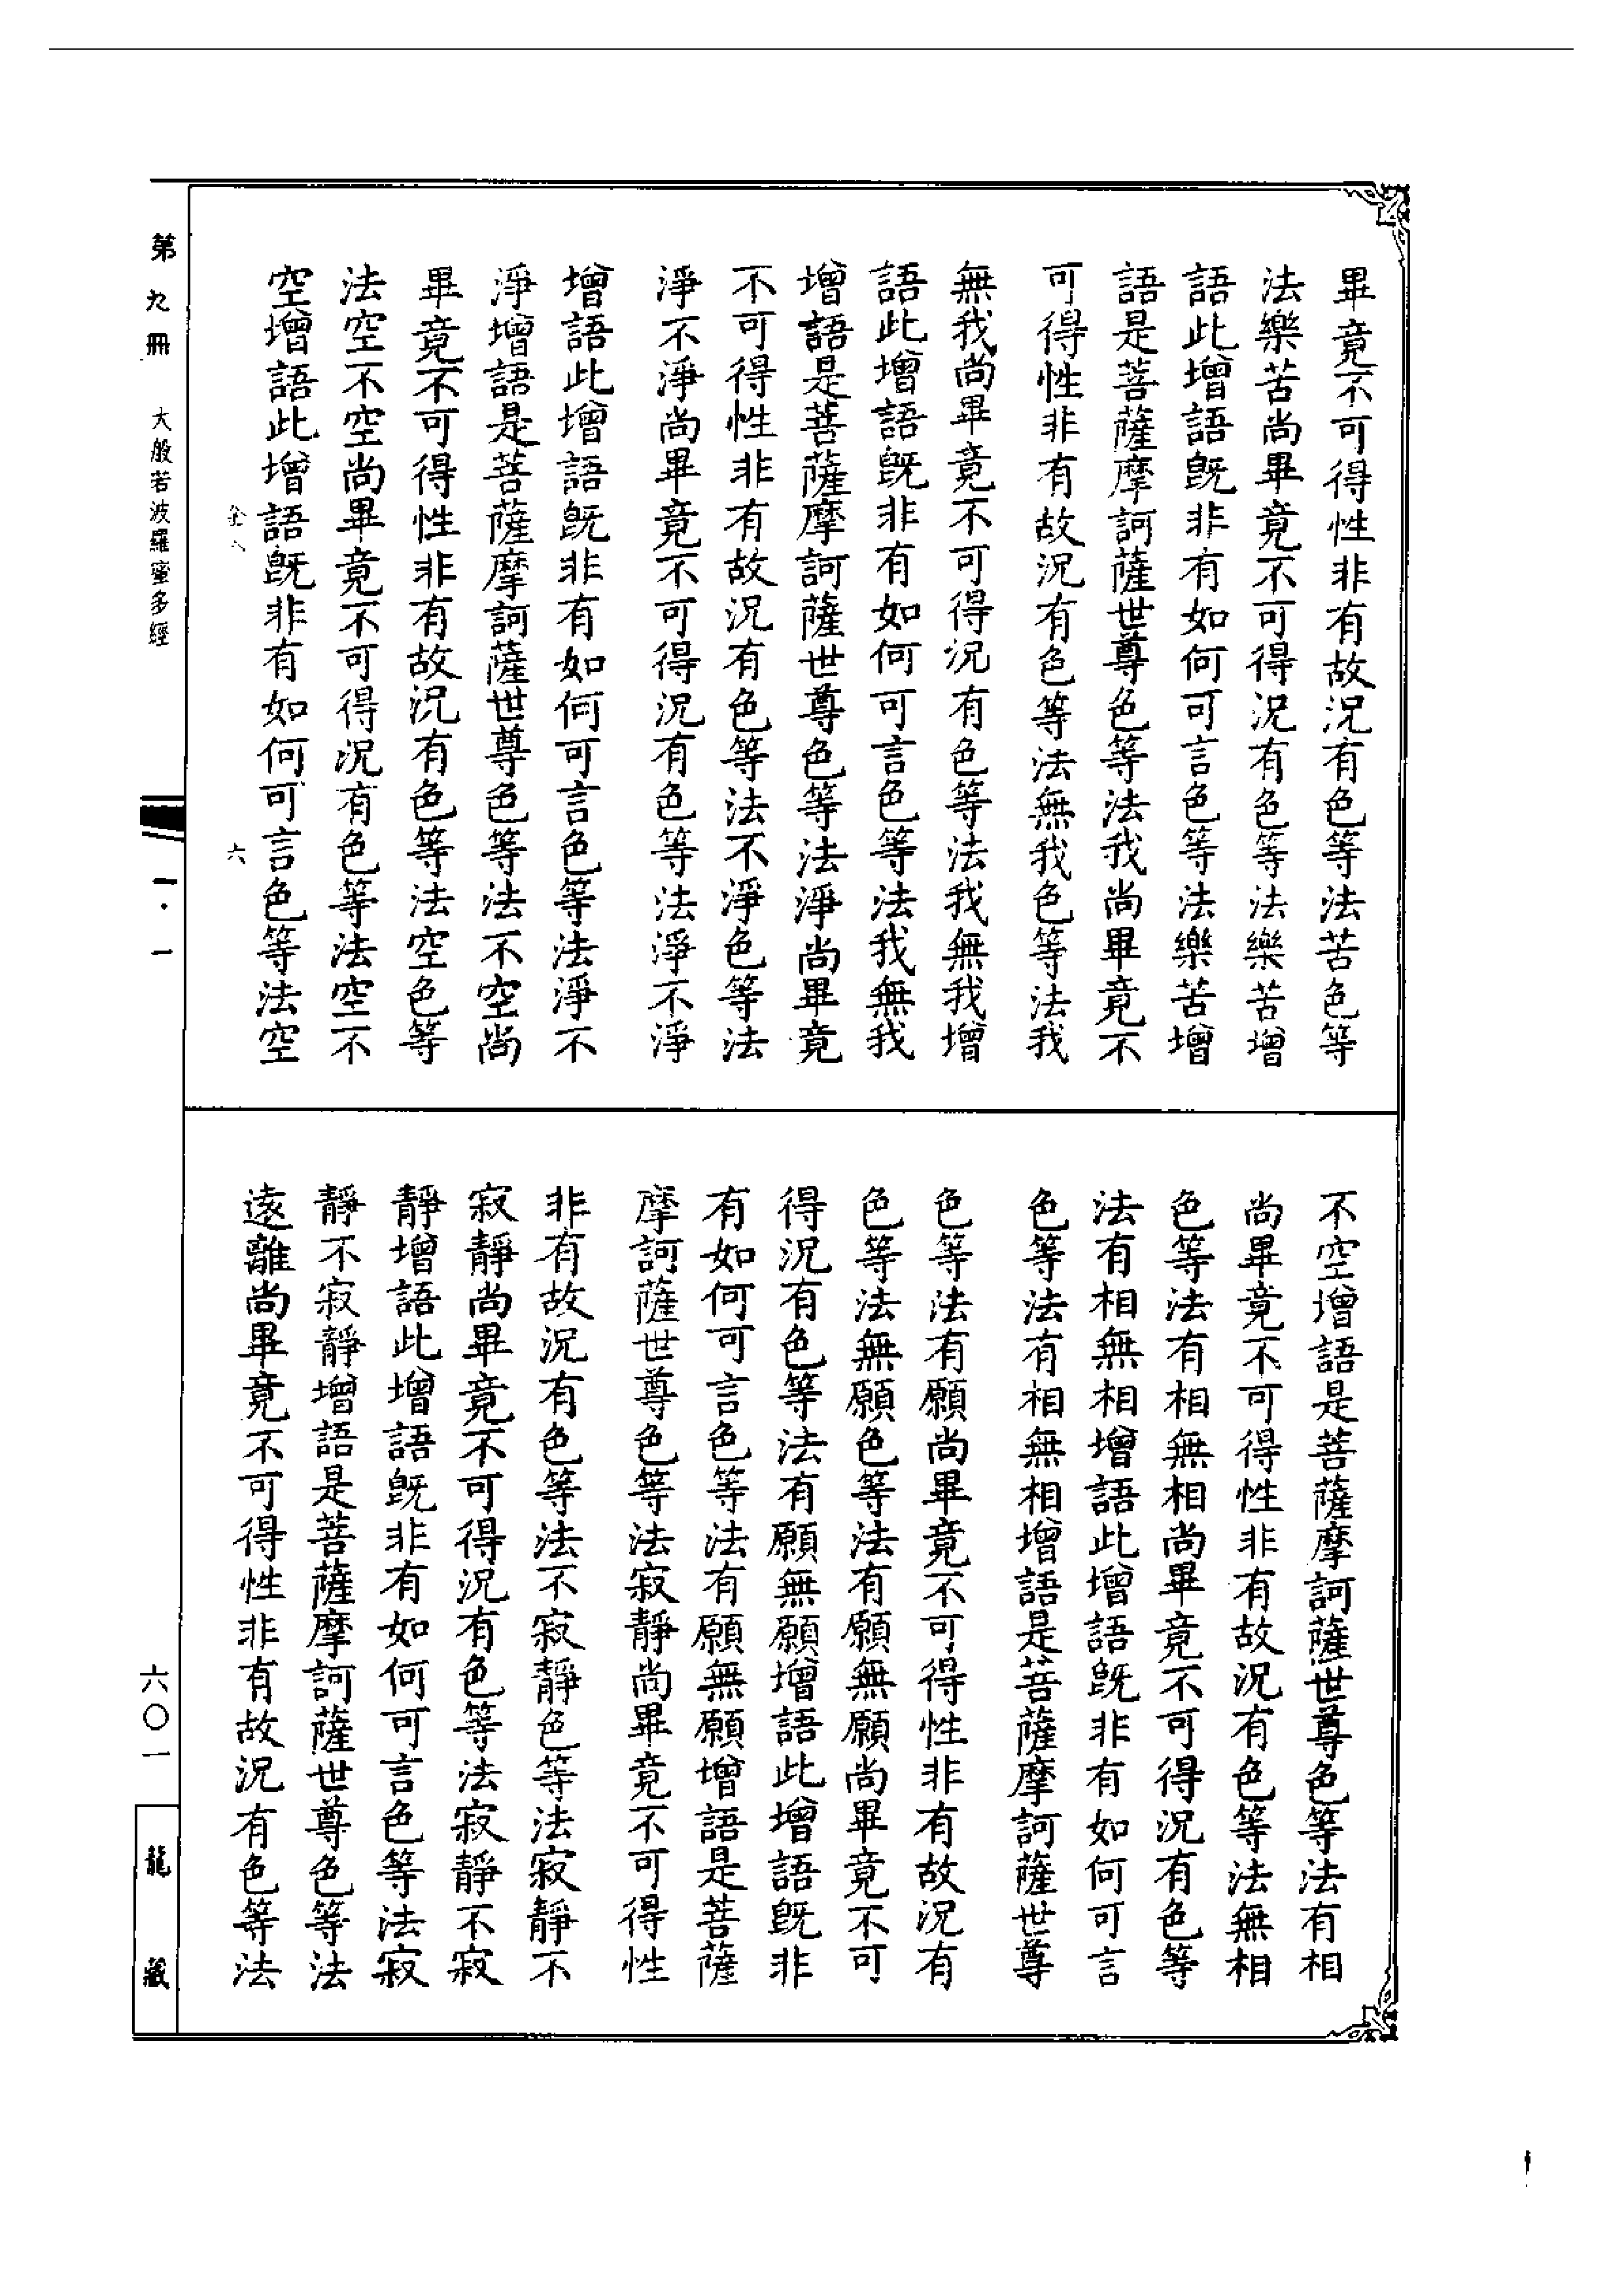 畢竟不可得性非有故況有色等法苦色等
法樂苦尚畢竟不可得況有色等法樂苦增
語此增語既非有如何可言色等法樂苦增
語是菩薩摩訶薩世尊色等法我尚畢竟不
可得性非有故況有色等法無我色等法我
無我尚畢竟不可得況有色等法我無我增
語此增語既非有如何可言色等法我無我
增語是菩薩摩訶薩世尊色等法淨尚畢竟
不可得性非有故況有色等法不淨色等法
淨不淨尚畢竟不可得況有色等法淨不淨
增語此增語既非有如何可言色等法淨不
淨增語是菩薩摩訶薩世尊色等法不空尚
畢竟不可得性非有故況有色等法空色等
法空不空尚畢竟不可得況有色等法空不
空增語此增語既非有如何可言色等法空
六
不空增語是菩薩摩訶薩世尊色等法有相
尚畢竟不可得性非有故況有色等法無相
色等法有相無相尚畢竟不可得況有色等
法有相無相增語此增語既非有如何可言
色等法有相無相增語是菩薩摩訶薩世尊
色等法有願尚畢竟不可得性非有故況有
色等法無願色等法有願無願尚畢竟不可
得況有色等法有願無願增語此增語既非
有如何可言色等法有願無願增語是菩薩
摩訶薩世尊色等法寂靜尚畢竟不可得性
非有故況有色等法不寂靜色等法寂靜不
寂靜尚畢竟不可得況有色等法寂靜不寂
靜增語此增語既非有如何可言色等法寂
靜不寂靜增語是菩薩摩訶薩世尊色等法
遠離尚畢竟不可得性非有故況有色等法
第九冊 大般若波羅蜜多經 一·一 六〇一 龍藏